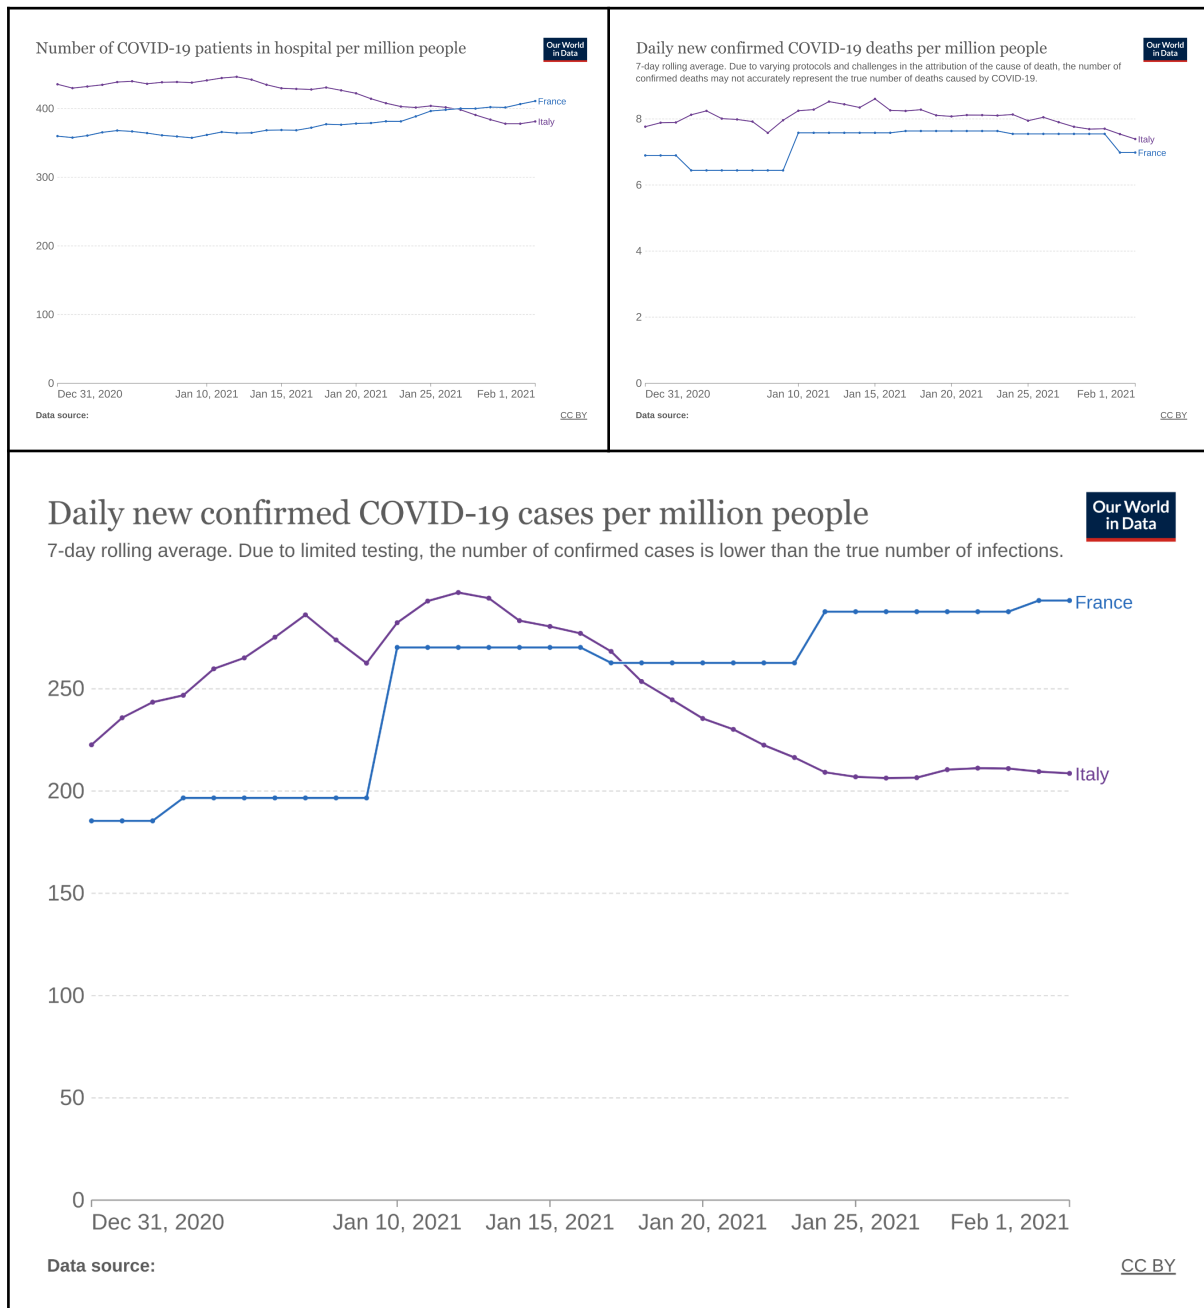 Number of COVID-19 patients in hospital per million people
Our World
in Data
400
300
200
100
0
France
Italy
Dec 31, 2020
Jan 10, 2021
Jan 15, 2021
Jan 20, 2021
Jan 25, 2021
Feb 1, 2021
Data source:
CC BY
Daily new confirmed COVID-19 deaths per million people
7-day rolling average. Due to varying protocols and challenges in the attribution of the cause of death, the number of
confirmed deaths may not accurately represent the true number of deaths caused by COVID-19.
Our World
in Data
8
6
4
2
0
Italy
France
Dec 31, 2020
Jan 10, 2021
Jan 15, 2021
Jan 20, 2021
Jan 25, 2021
Feb 1, 2021
Data source:
CC BY
Daily new confirmed COVID-19 cases per million people
7-day rolling average. Due to limited testing, the number of confirmed cases is lower than the true number of infections.
Our World
in Data
250
200
150
100
50
0
France
Italy
Dec 31, 2020
Jan 10, 2021
Jan 15, 2021
Jan 20, 2021
Jan 25, 2021
Feb 1, 2021
Data source:
CC BY